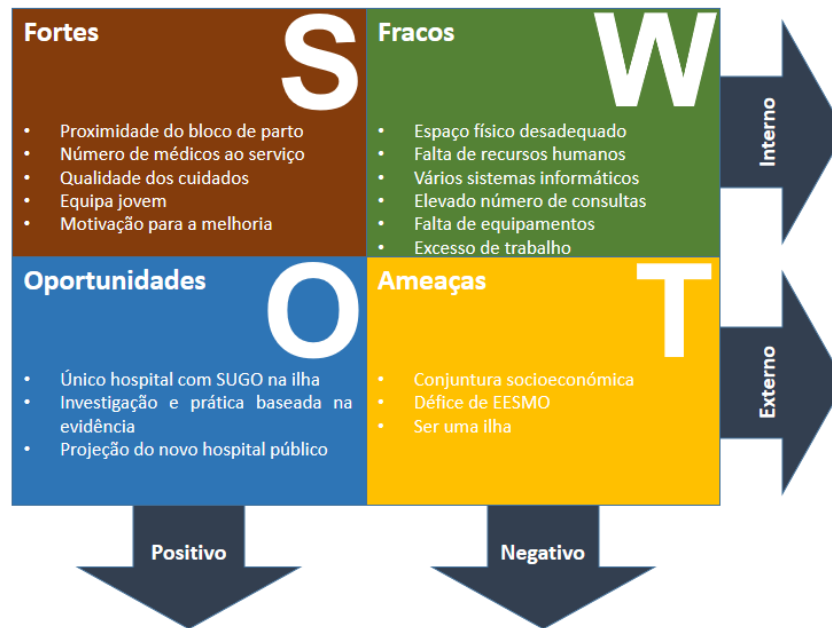 Fortes
S
• Proximidade do bloco de parto
• Número de médicos ao serviço
• Qualidade dos cuidados
• Equipa jovem
• Motivação para a melhoria
Fracos
W
• Espaço físico desadequado
• Falta de recursos humanos
• Vários sistemas informáticos
• Elevado número de consultas
• Falta de equipamentos
• Excesso de trabalho
Interno
Oportunidades
O
• Único hospital com SUGO na ilha
• Investigação e prática baseada na
evidência
• Projeção do novo hospital público
Ameaças
T
• Conjuntura socioeconómica
• Défice de EESMO
• Ser uma ilha
Externo
Positivo
Negativo